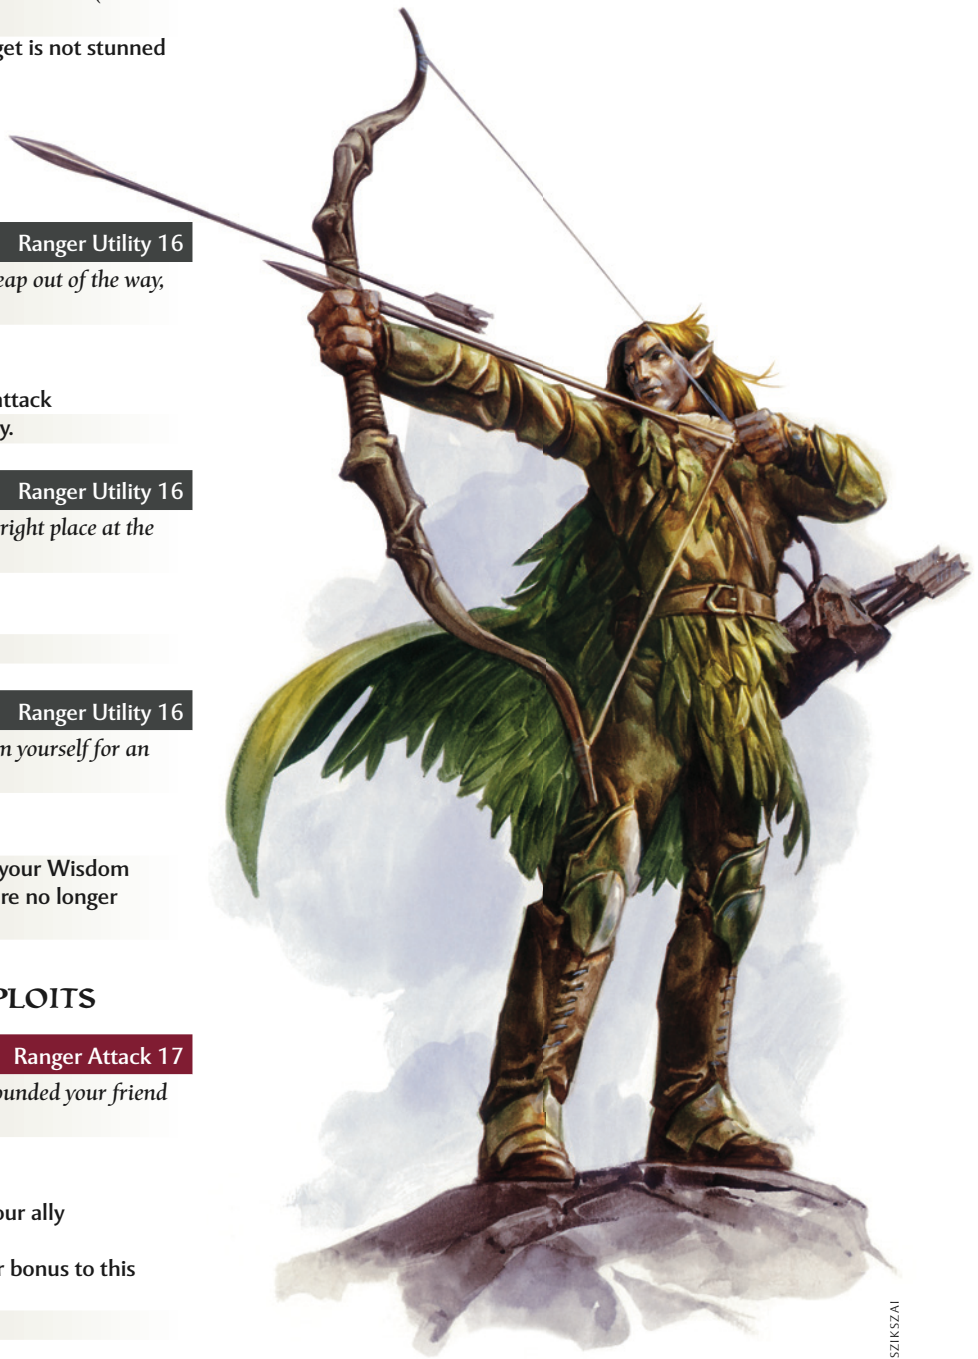 get is not stunned
Ranger Utility 16
eap out of the way,
attack
y.
Ranger Utility 16
right place at the
Ranger Utility 16
n yourself for an
your Wisdom
re no longer
PLOITS
Ranger Attack 17
ounded your friend
our ally
r bonus to this
SZIKSZAI